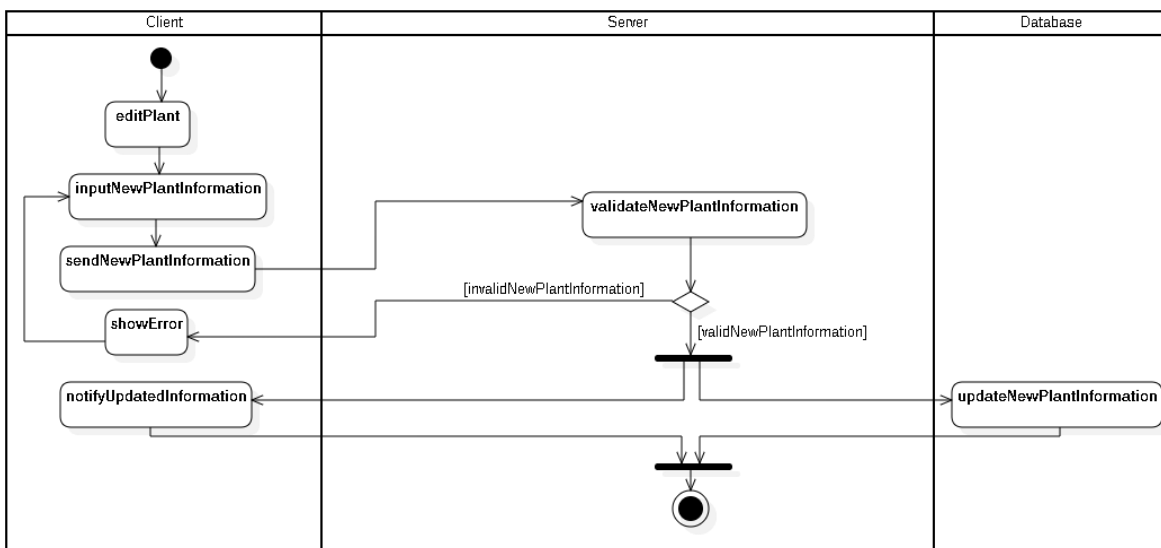 Client
Server
Database
editPlant
inputNewPlantInformation
validateNewPlantInformation
sendNewPlantInformation
[invalidNewPlantInformation]
showError
[validNewPlantInformation]
notifyUpdatedInformation
updateNewPlantInformation